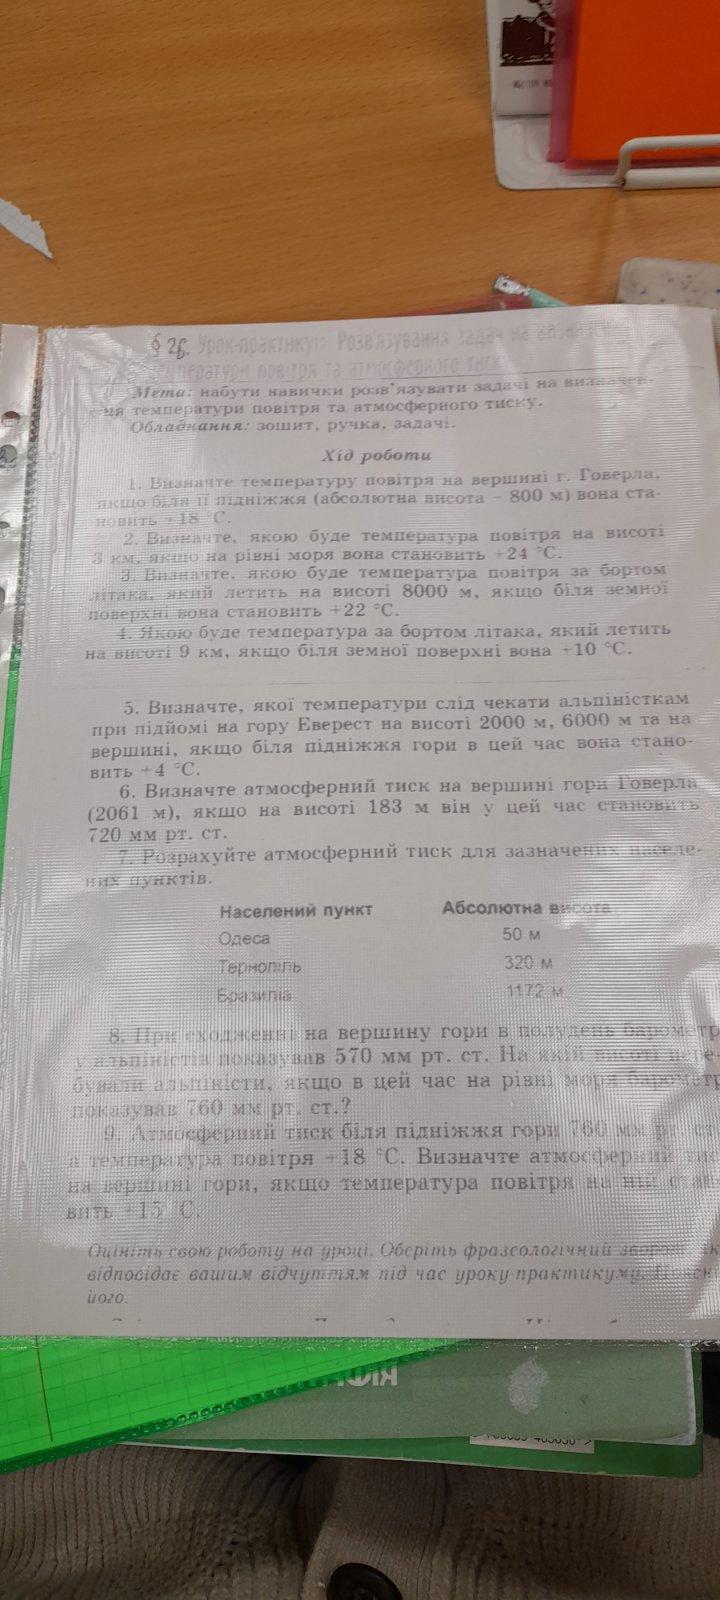 § 26. Урок-практикум Розв'язування задач на
температури повітря та атмосферного
Мета: набути навички розв'язувати задачі на визначен-
ня температури повітря та атмосферного тиску.
Обладнання: зошит, ручка, задачі.
Хід роботи
1. Визначте температуру повітря на вершині г. Говерла,
якщо біля її підніжжя (абсолютна висота – 800 м) вона ста-
новить +18 °С.
2. Визначте, якою буде температура повітря на висоті
3 км, якщо на рівні моря вона становить +24 °С.
3. Визначте, якою буде температура повітря за бортом
літака, який летить на висоті 8000 м, якщо біля земної
поверхні вона становить +22 °С.
4. Якою буде температура за бортом літака, який летить
на висоті 9 км, якщо біля земної поверхні вона +10 °С.
5. Визначте, якої температури слід чекати альпіністкам
при підйомі на гору Еверест на висоті 2000 м, 6000 м та на
вершині, якщо біля підніжжя гори в цей час вона стано-
вить +4 °С.
6. Визначте атмосферний тиск на вершині гори Говерла
(2061 м), якщо на висоті 183 м він у цей час становить
720 мм рт. ст.
7. Розрахуйте атмосферний тиск для зазначених населе-
них пунктів.
Населений пункт Абсолютна висота
Одеса 50 м
Тернопіль 320 м
Бразиліа 1172 м
8. При сходженні на вершину гори в полудень барометр
у альпіністів показував 570 мм рт. ст. На якій висоті пере-
бували альпіністи, якщо в цей час на рівні моря барометр
показував 760 мм рт. ст.?
9. Атмосферний тиск біля підніжжя гори 760 мм рт. ст.
а температура повітря +18 °С. Визначте атмосферний тис
на вершині гори, якщо температура повітря на ній стан
вить +15 °С.
Оцініть свою роботу на уроці. Оберіть фразеологічний
відповідає вашим відчуттям під час уроку-практикуму.
його.